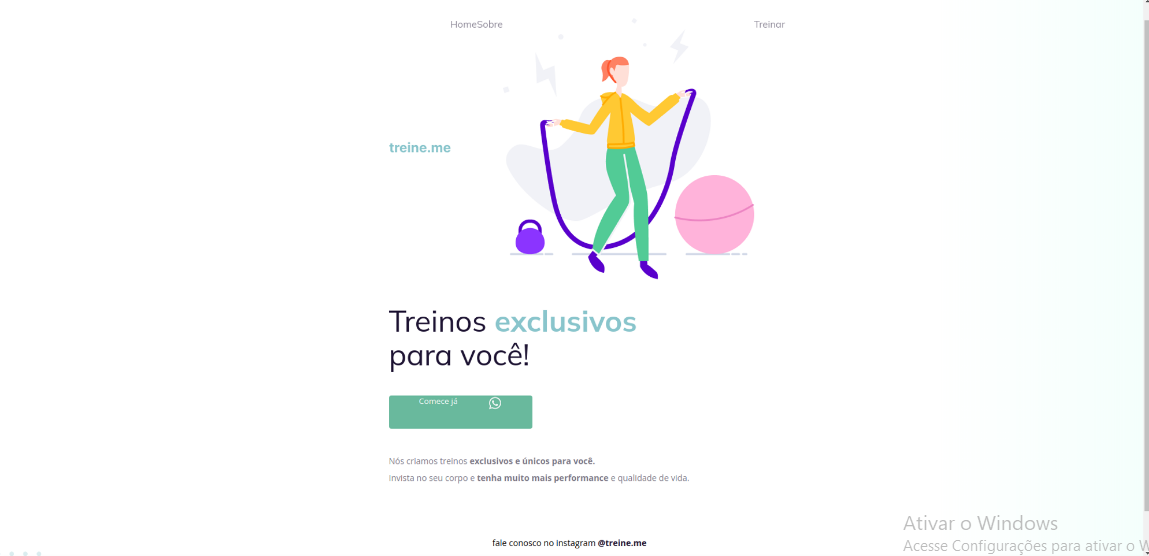 HomeSobre
Treinar
treine.me
Treinos exclusivos
para você!
Comece já
Nós criamos treinos exclusivos e únicos para você.
Invista no seu corpo e tenha muito mais performance e qualidade de vida.
fale conosco no Instagram @treine.me
Ativar o Windows
Acesse Configurações para ativar o W